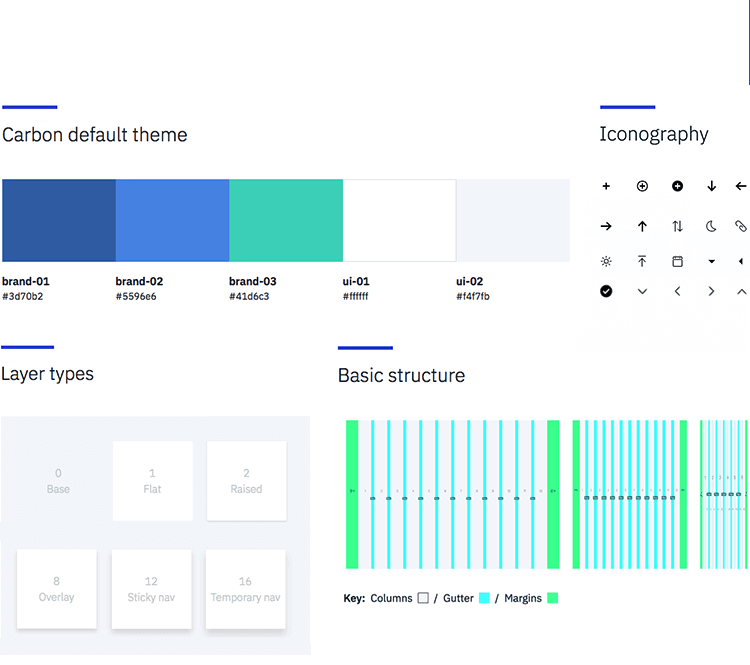 Carbon default theme
Iconography
brand-01
#3d70b2
brand-02
#5596e6
brand-03
#41d6c3
ui-01
#ffffff
ui-02
#f4f7fb
Layer types
Basic structure
0
Base
1
Flat
2
Raised
8
Overlay
12
Sticky nav
16
Temporary nav
Key: Columns / Gutter / Margins